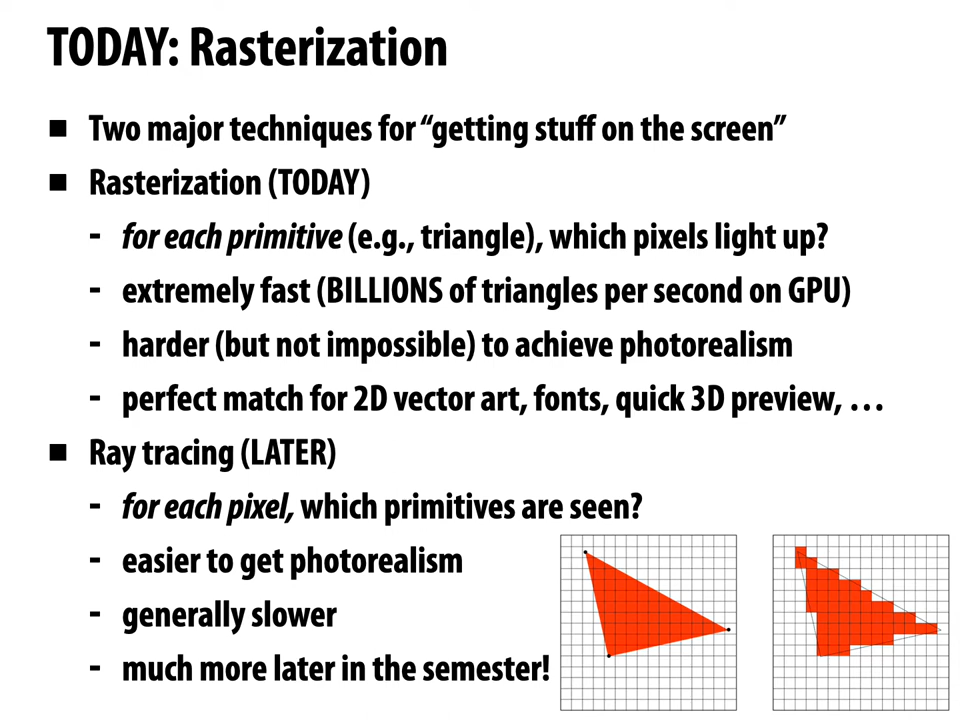 TODAY: Rasterization
■ Two major techniques for “getting stuff on the screen”
■ Rasterization (TODAY)
- for each primitive (e.g., triangle), which pixels light up?
- extremely fast (BILLIONS of triangles per second on GPU)
- harder (but not impossible) to achieve photorealism
- perfect match for 2D vector art, fonts, quick 3D preview, …
■ Ray tracing (LATER)
- for each pixel, which primitives are seen?
- easier to get photorealism
- generally slower
- much more later in the semester!